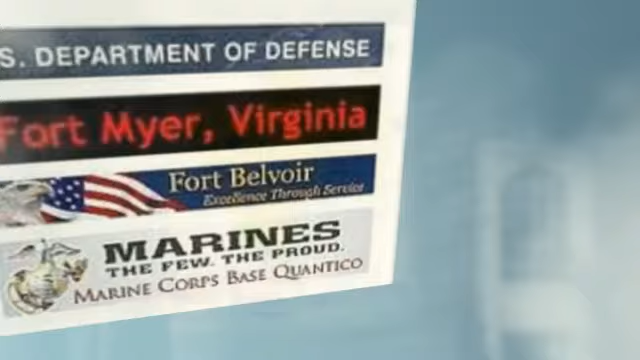 S. DEPARTMENT OF DEFENSE
Fort Myer, Virginia
Fort Belvoir
Excellence Through Service
MARINES
THE FEW. THE PROUD.
MARINE CORPS BASE QUANTICO